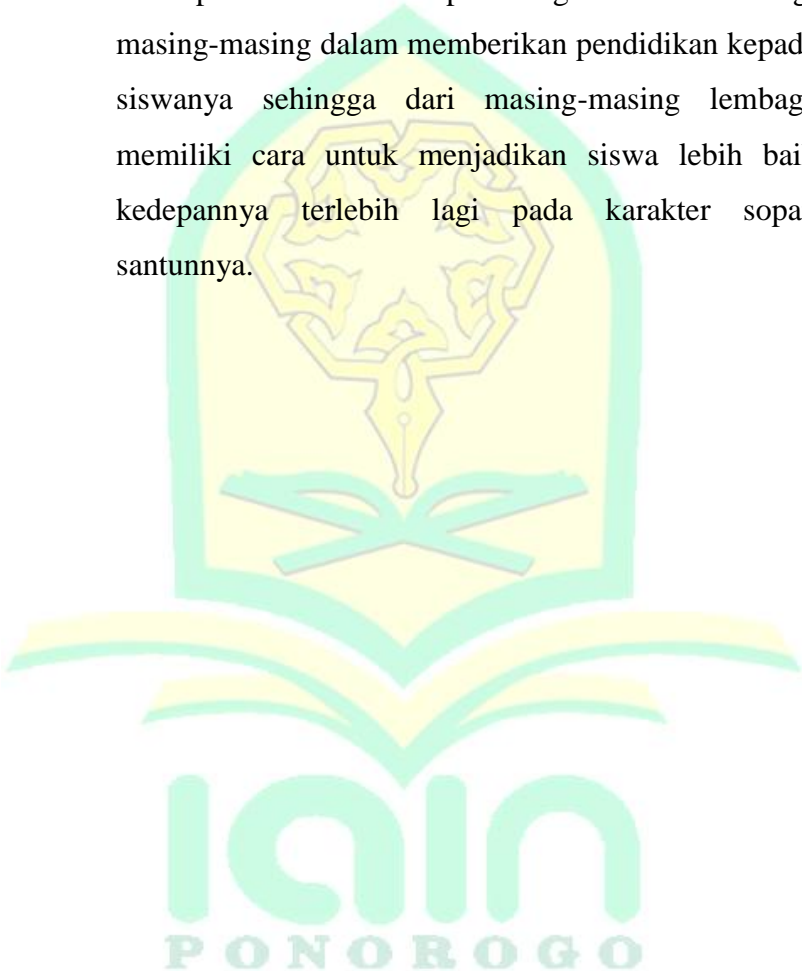 masing-masing dalam memberikan pendidikan kepad
siswanya sehingga dari masing-masing lembag
memiliki cara untuk menjadikan siswa lebih bai
kedepannya terlebih lagi pada karakter sopa
santunnya.
iain
PONOROGO